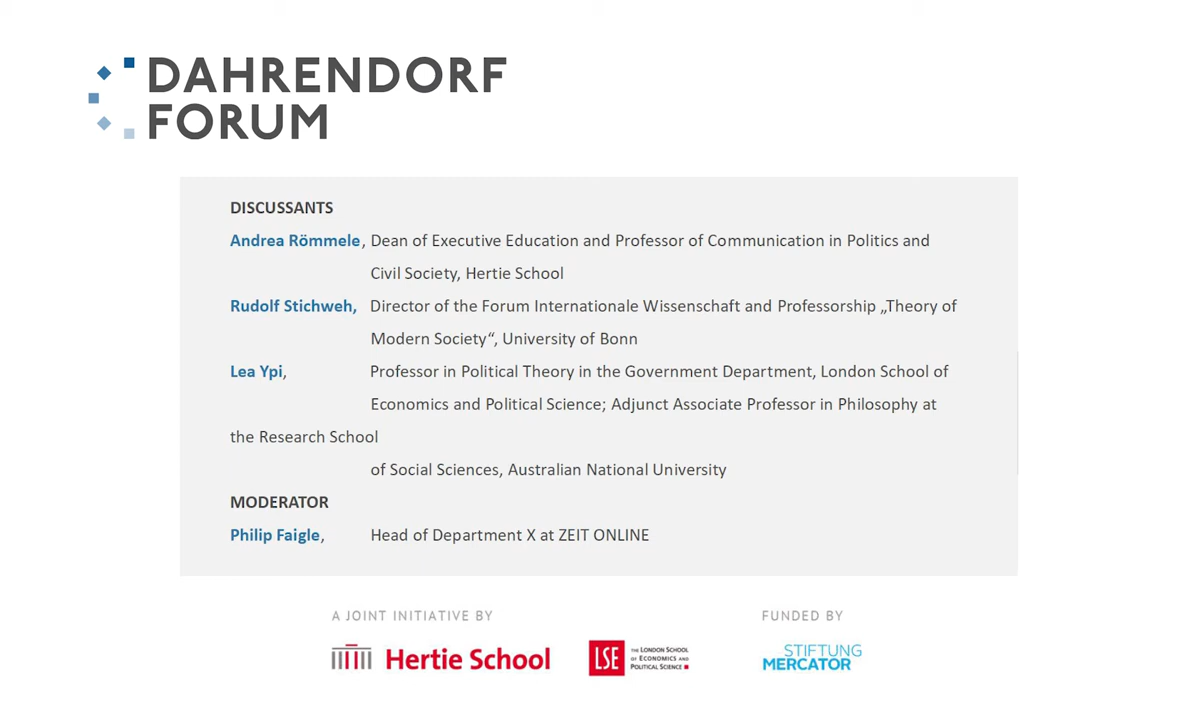 DAHRENDORF
FORUM
DISCUSSANTS
Andrea Römmele, Dean of Executive Education and Professor of Communication in Politics and
Civil Society, Hertie School
Rudolf Stichweh, Director of the Forum Internationale Wissenschaft and Professorship „Theory of
Modern Society“, University of Bonn
Lea Ypi, Professor in Political Theory in the Government Department, London School of
Economics and Political Science; Adjunct Associate Professor in Philosophy at
the Research School
of Social Sciences, Australian National University
MODERATOR
Philip Faigle, Head of Department X at ZEIT ONLINE
A JOINT INITIATIVE BY
Hertie School
LSE
THE LONDON SCHOOL
OF ECONOMICS AND
POLITICAL SCIENCE
FUNDED BY
STIFTUNG
MERCATOR